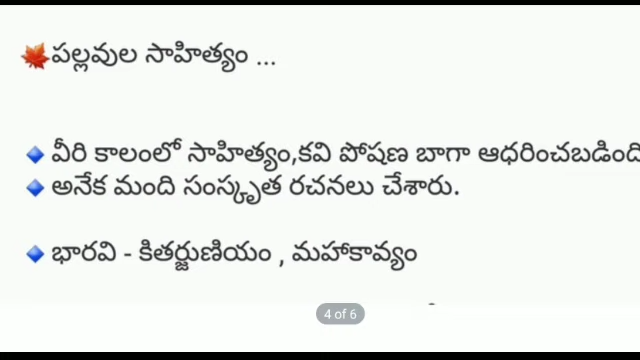 పల్లవుల సాహిత్యం ...
వీరి కాలంలో సాహిత్యం,కవి పోషణ బాగా ఆధరించబడింది
అనేక మంది సంస్కృత రచనలు చేశారు.
భారవి - కితర్జుణియం , మహాకావ్యం
4 of 6